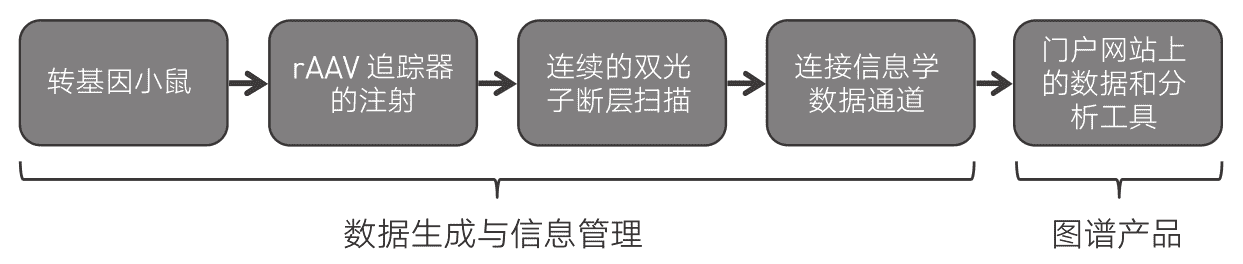 转基因小鼠
rAAV 追踪器
的注射
连续的双光
子断层扫描
连接信息学
数据通道
门户网站上
的数据和分
析工具
数据生成与信息管理
图谱产品